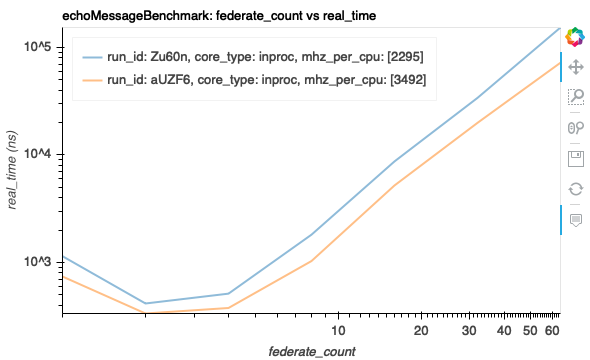 echoMessageBenchmark: federate_count vs real_time
run_id: Zu60n, core_type: inproc, mhz_per_cpu: [2295]
run_id: aUZF6, core_type: inproc, mhz_per_cpu: [3492]
real_time (ns)
10^5
10^4
10^3
10 20 30 40 50 60
federate_count